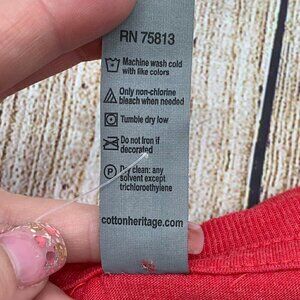 RN 75813
Machine wash cold
with like colors
Only non-chlorine
bleach when needed
Tumble dry low
Do not Iron if
decorated
P
Dry clean: any
solvent except
trichloroethylene
cottonheritage.com